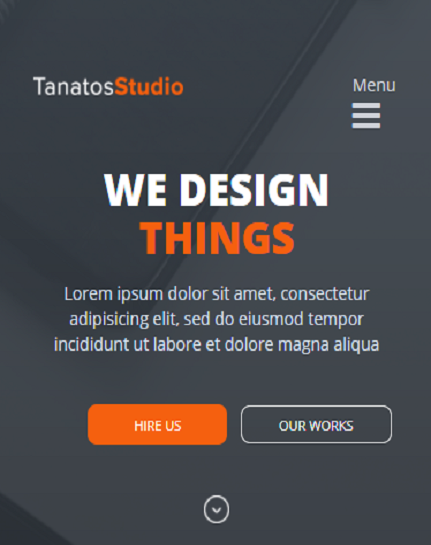 TanatosStudio
Menu
WE DESIGN
THINGS
Lorem ipsum dolor sit amet, consectetur
adipisicing elit, sed do eiusmod tempor
incididunt ut labore et dolore magna aliqua
HIRE US
OUR WORKS